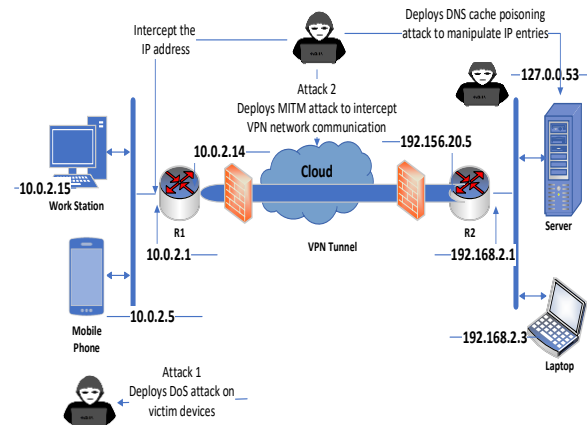 Deploys DNS cache poisoning
attack to manipulate IP entries
Intercept the
IP address
127.0.0.53
Attack 2
Deploys MITM attack to intercept
VPN network communication
10.0.2.14
192.156.20.5
Cloud
10.0.2.15
Work Station
R1
R2
Server
VPN Tunnel
10.0.2.1
192.168.2.1
10.0.2.5
Mobile
Phone
192.168.2.3
Laptop
Attack 1
Deploys DoS attack on
victim devices